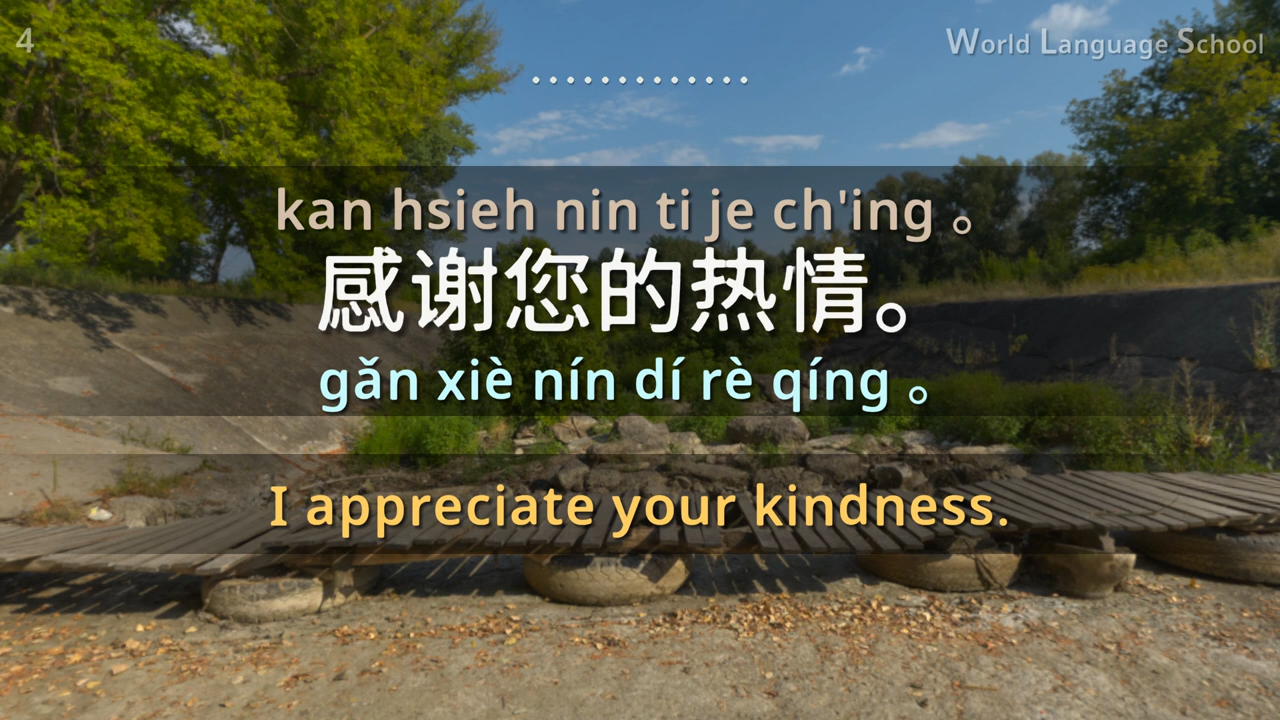 4
World Language School
kan hsieh nin ti je ch'ing 。
感谢您的热情。
gǎn xiè nín dí rè qíng 。
I appreciate your kindness.